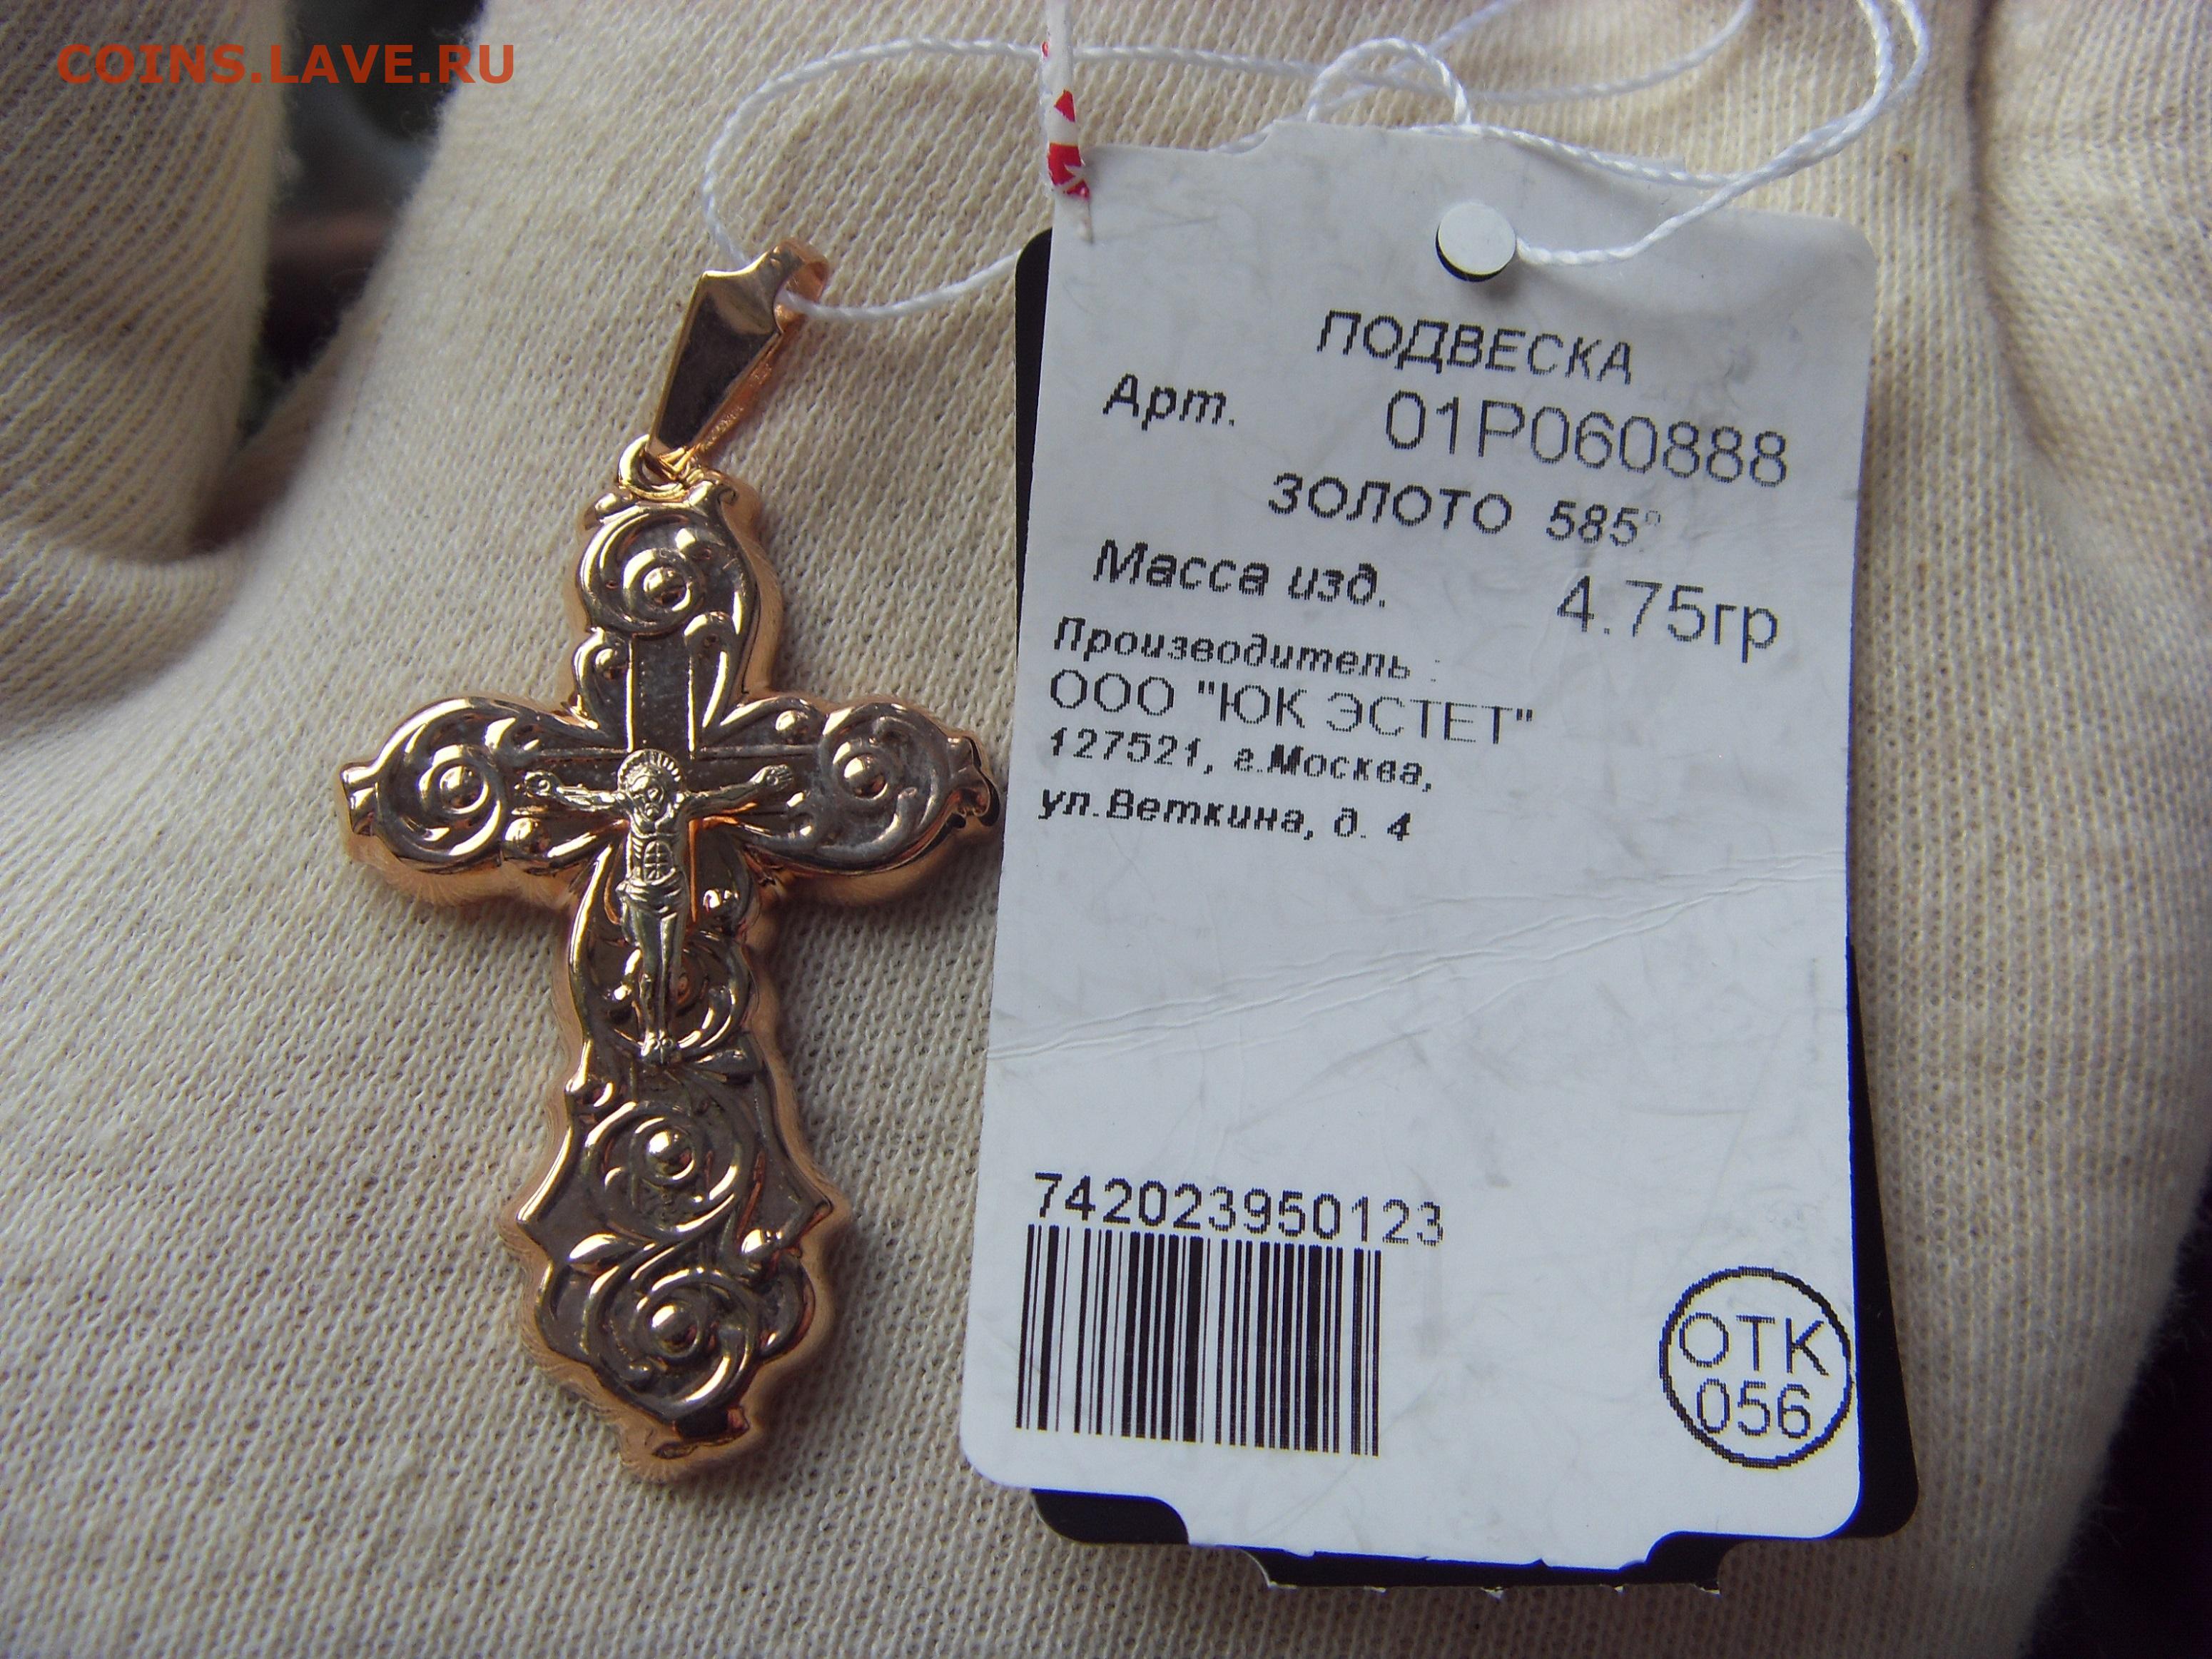 COINS.LAVE.RU
ПОДВЕСКА
Арт. 01Р060888
ЗОЛОТО 585°
Масса изд. 4.75гр
Производитель :
ООО "ЮК ЭСТЕТ"
127521, г.Москва,
ул.Веткина, д. 4
742023950123
ОТК
056